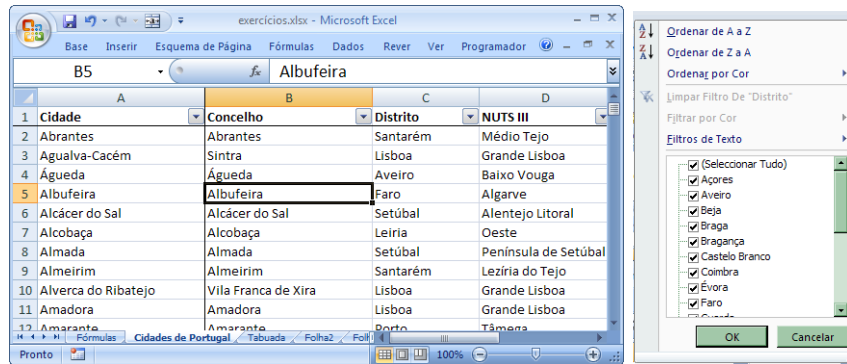 exercícios.xlsx - Microsoft Excel
Base Inserir Esquema de Página Fórmulas Dados Rever Ver Programador
B5 fx Albufeira
A B C D
1 Cidade Concelho Distrito NUTS III
2 Abrantes Abrantes Santarém Médio Tejo
3 Agualva-Cacém Sintra Lisboa Grande Lisboa
4 Águeda Águeda Aveiro Baixo Vouga
5 Albufeira Albufeira Faro Algarve
6 Alcácer do Sal Alcácer do Sal Setúbal Alentejo Litoral
7 Alcobaça Alcobaça Leiria Oeste
8 Almada Almada Setúbal Península de Setúbal
9 Almeirim Almeirim Santarém Lezíria do Tejo
10 Alverca do Ribatejo Vila Franca de Xira Lisboa Grande Lisboa
11 Amadora Amadora Lisboa Grande Lisboa
12 Amarante Amarante Porto Tâmega
Fórmulas Cidades de Portugal Tabuada Folha2
Pronto 100%
Ordenar de A a Z
Ordenar de Z a A
Ordenar por Cor
Limpar Filtro De "Distrito"
Filtrar por Cor
Filtros de Texto
(Seleccionar Tudo)
Açores
Aveiro
Beja
Braga
Bragança
Castelo Branco
Coimbra
Évora
Faro
OK Cancelar